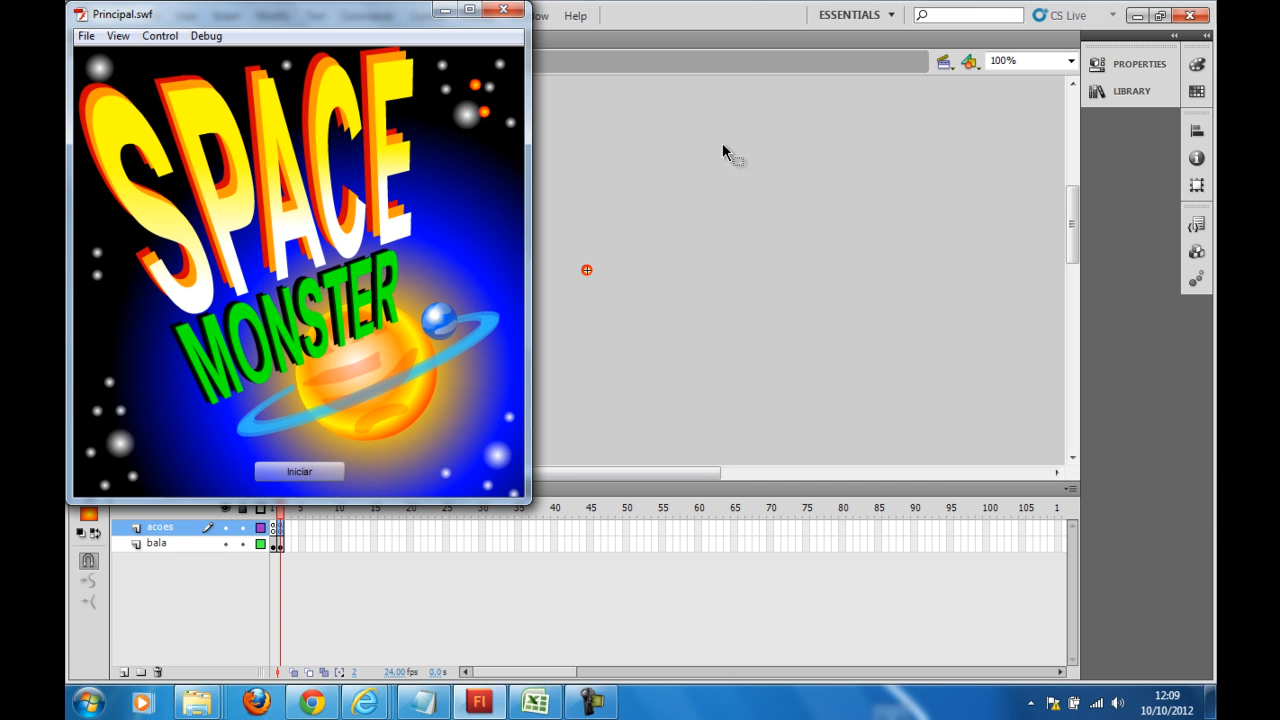 Principal.swf
Help
ESSENTIALS
CS Live
File View Control Debug
100%
PROPERTIES
LIBRARY
SPACE
MONSTER
Iniciar
5 10 15 20 25 30 35 40 45 50 55 60 65 70 75 80 85 90 95 100 105 1
acoes
bala
2 24.00 fps 0.0 s
Fl
12:09
10/10/2012